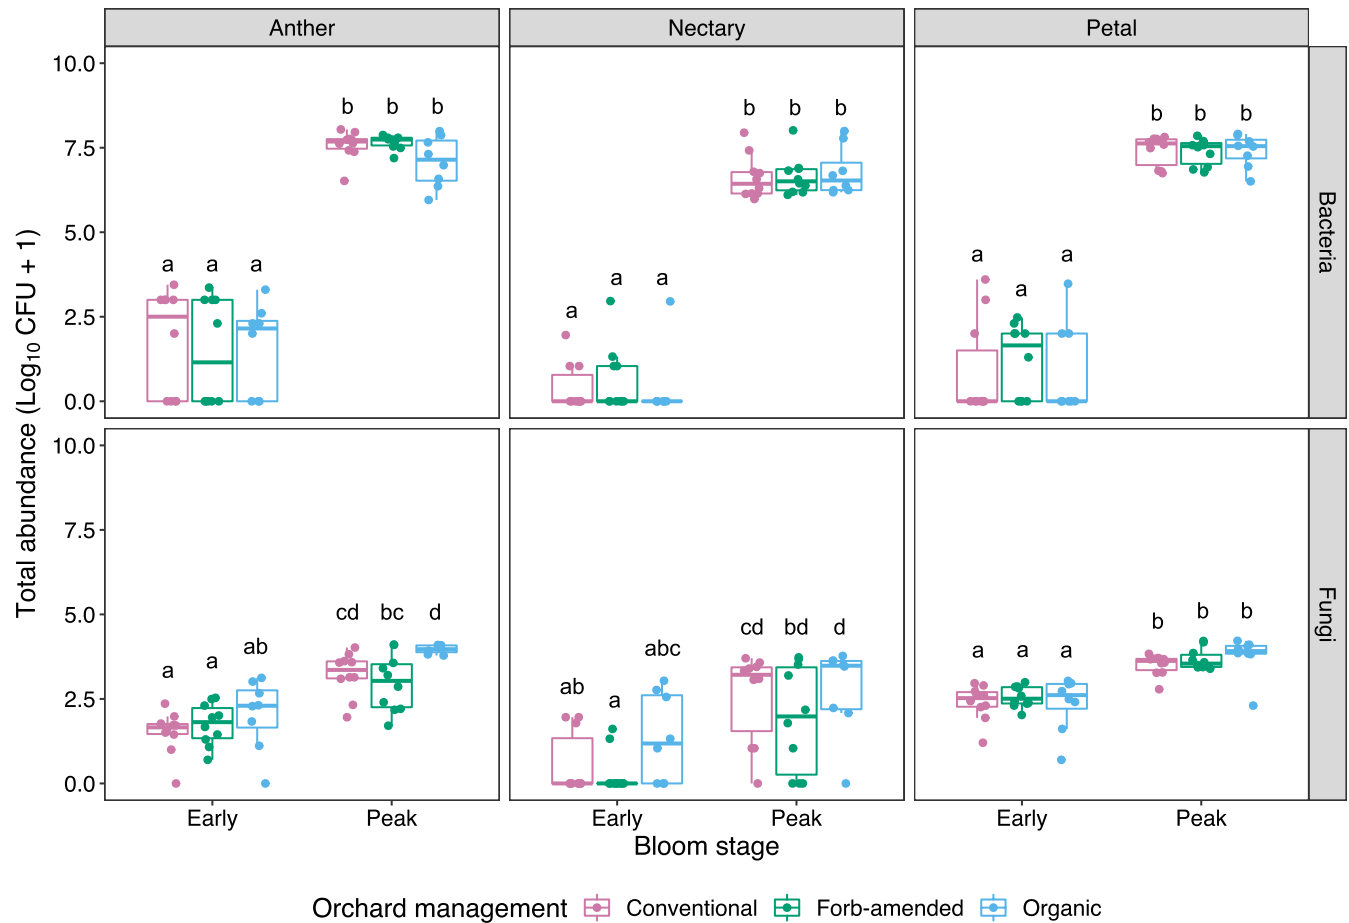 Anther Nectary Petal
10.0
b b b b b b b b b
7.5
5.0
a a a a a a a a a
2.5
0.0
Bacteria
10.0
7.5
5.0
a a ab cd bc d ab a abc cd bd d a a a b b b
2.5
0.0
Fungi
Total abundance (Log10 CFU + 1)
Early Peak Early Peak Early Peak
Bloom stage
Orchard management Conventional Forb-amended Organic